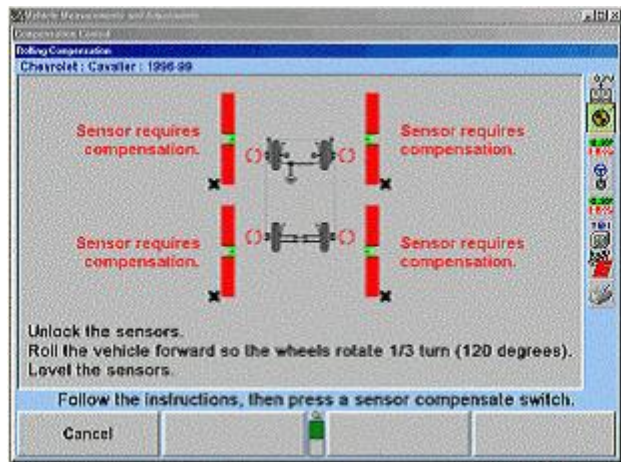 Vehicle Measurements and Adjustments
Compensation Control
Rolling Compensation
Chevrolet : Cavalier : 1996-99
Sensor requires
compensation.
Sensor requires
compensation.
Sensor requires
compensation.
Sensor requires
compensation.
Unlock the sensors.
Roll the vehicle forward so the wheels rotate 1/3 turn (120 degrees).
Level the sensors.
Follow the instructions, then press a sensor compensate switch.
Cancel